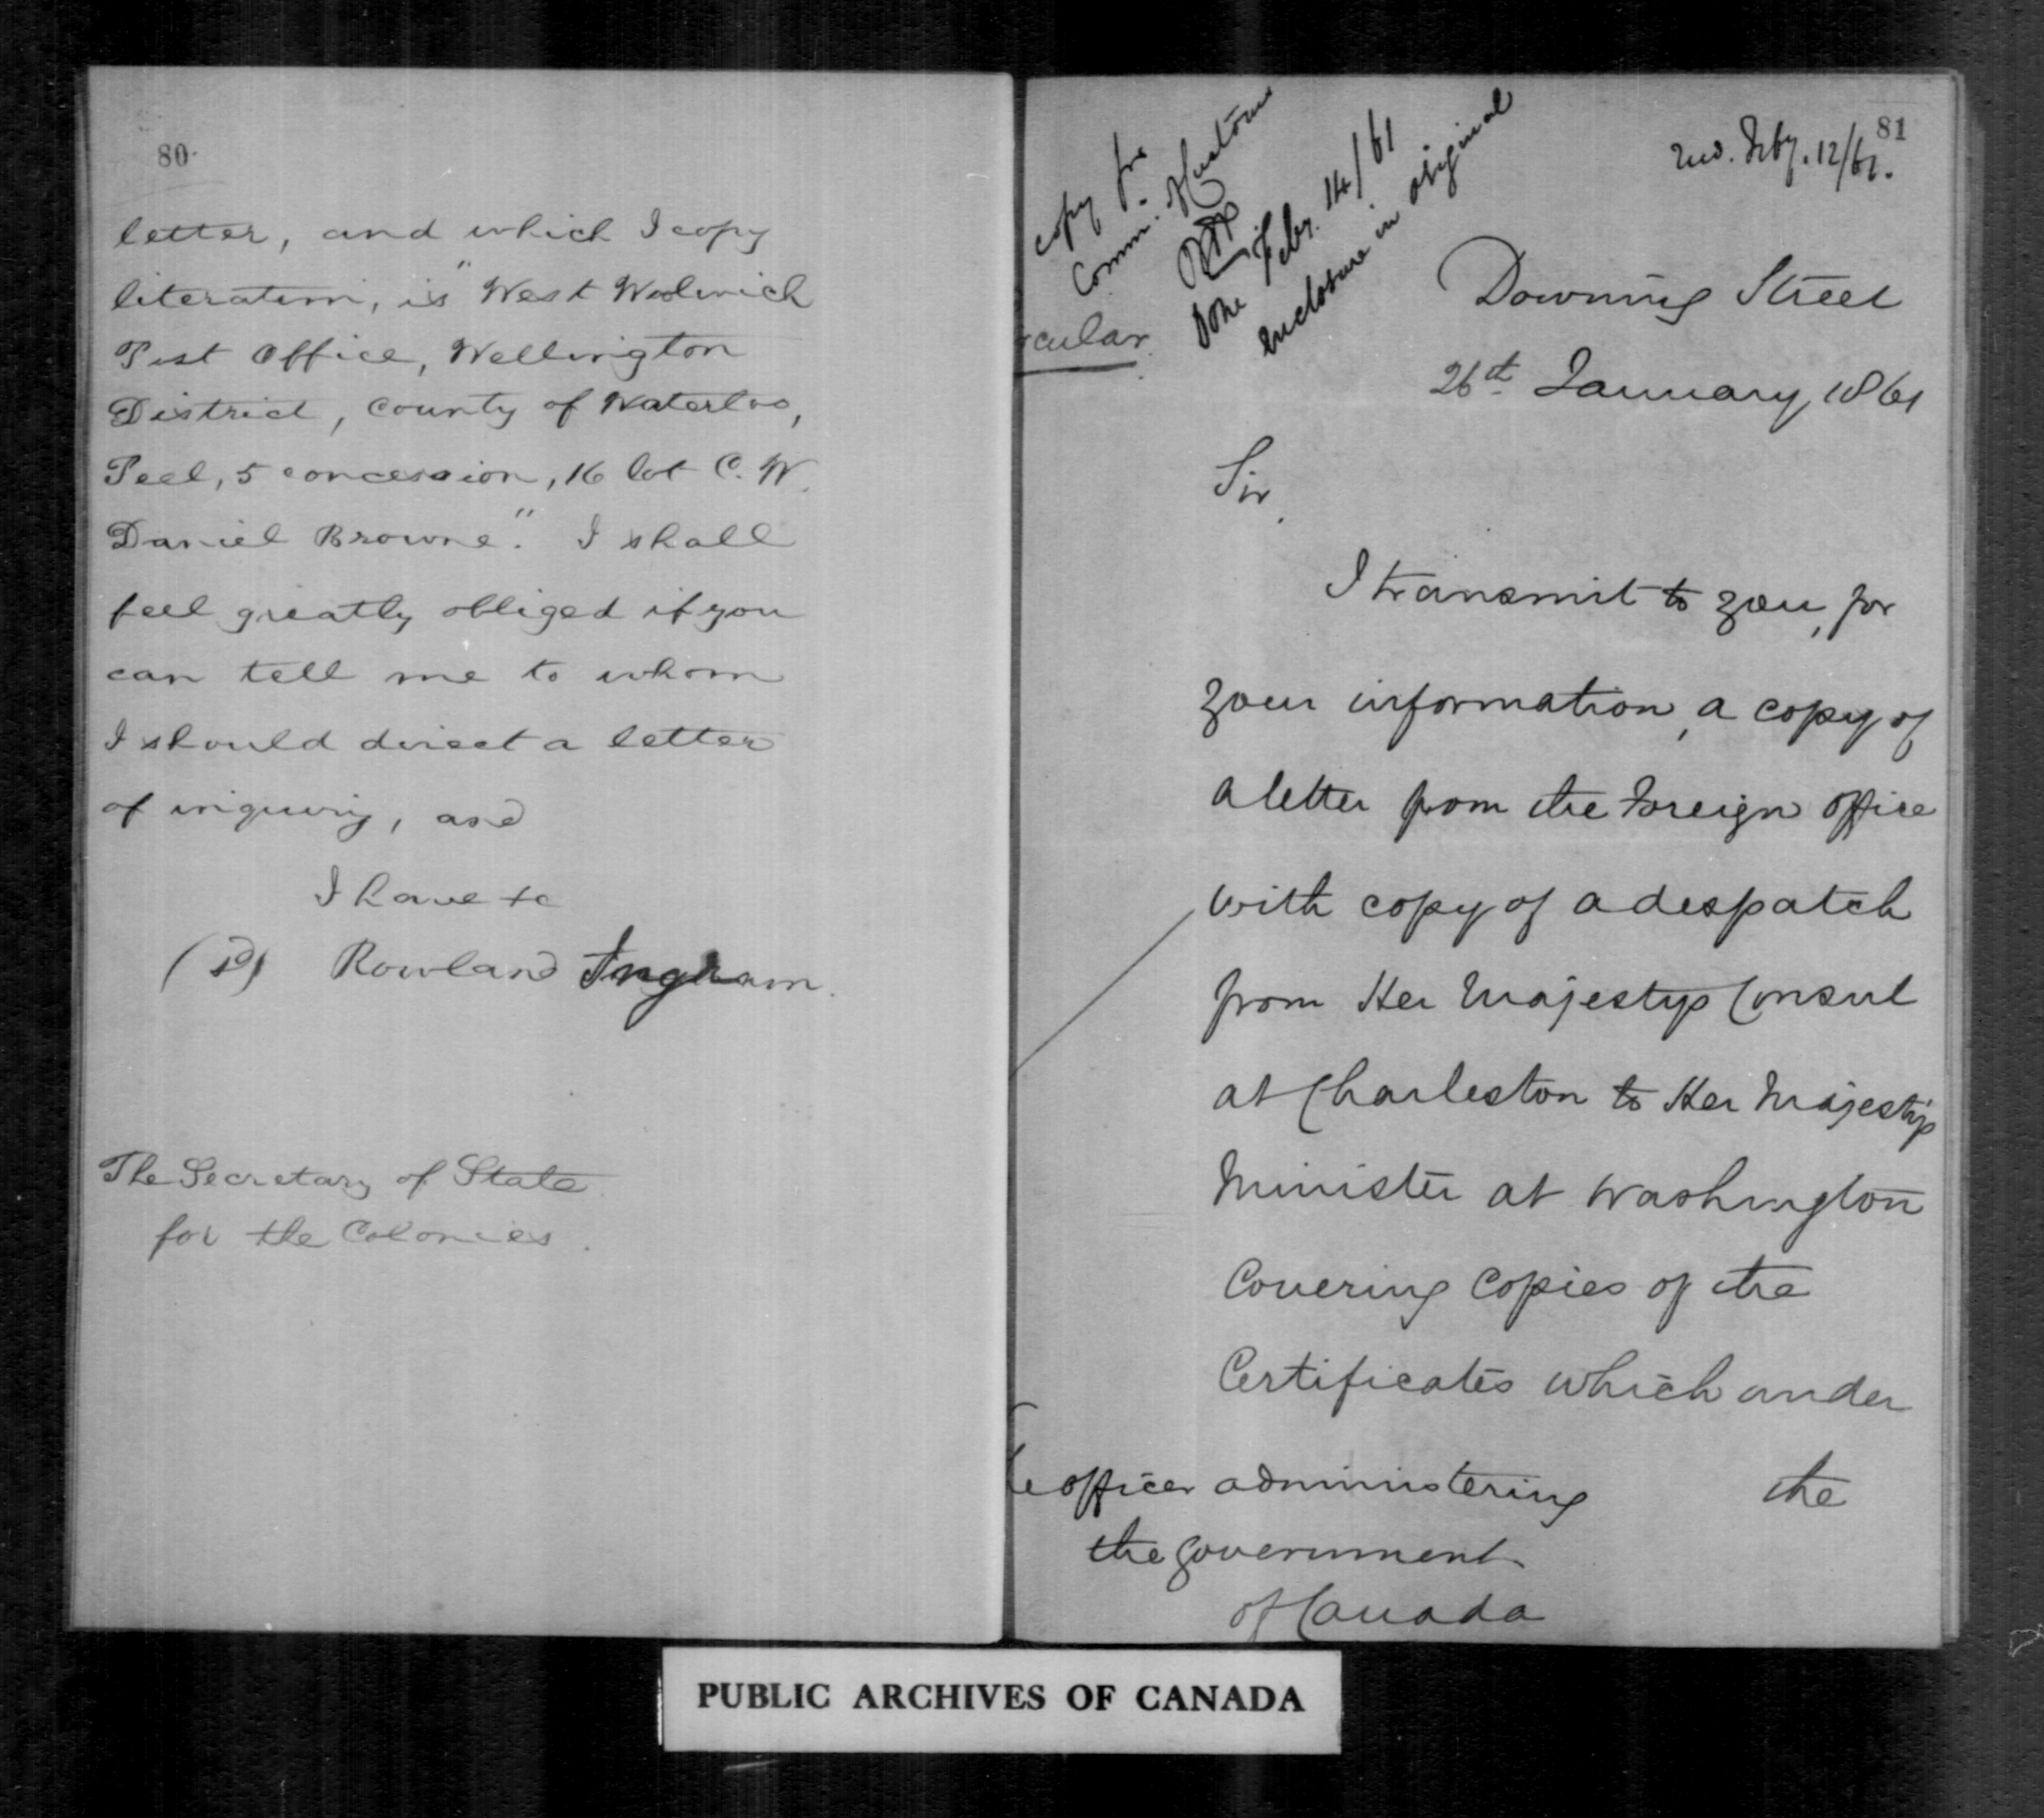 80
letter, and which I copy
literatim, is "West Woolwich
Post Office, Wellington
District, County of Waterloo,
Peel, 5 concession, 16 lot C. W.
Daniel Browne." I shall
feel greatly obliged if you
can tell me to whom
I should direct a letter
of inquiry, and
I have &c
(sd) Rowland Ingham.
The Secretary of State
for the Colonies.
81
Recd. Feby. 12/61.
copy for
Comm. of Customs
Done Feby. 14/61
enclosure in original
rcular
Downing Street
26th January, 1861
Sir,
I transmit to you, for
your information, a copy of
a letter from the Foreign Office
with copy of a despatch
from Her Majesty's Consul
at Charleston to Her Majesty's
Minister at Washington
Covering Copies of the
Certificates which under
the
e officer administering
the government
of Canada
PUBLIC ARCHIVES OF CANADA